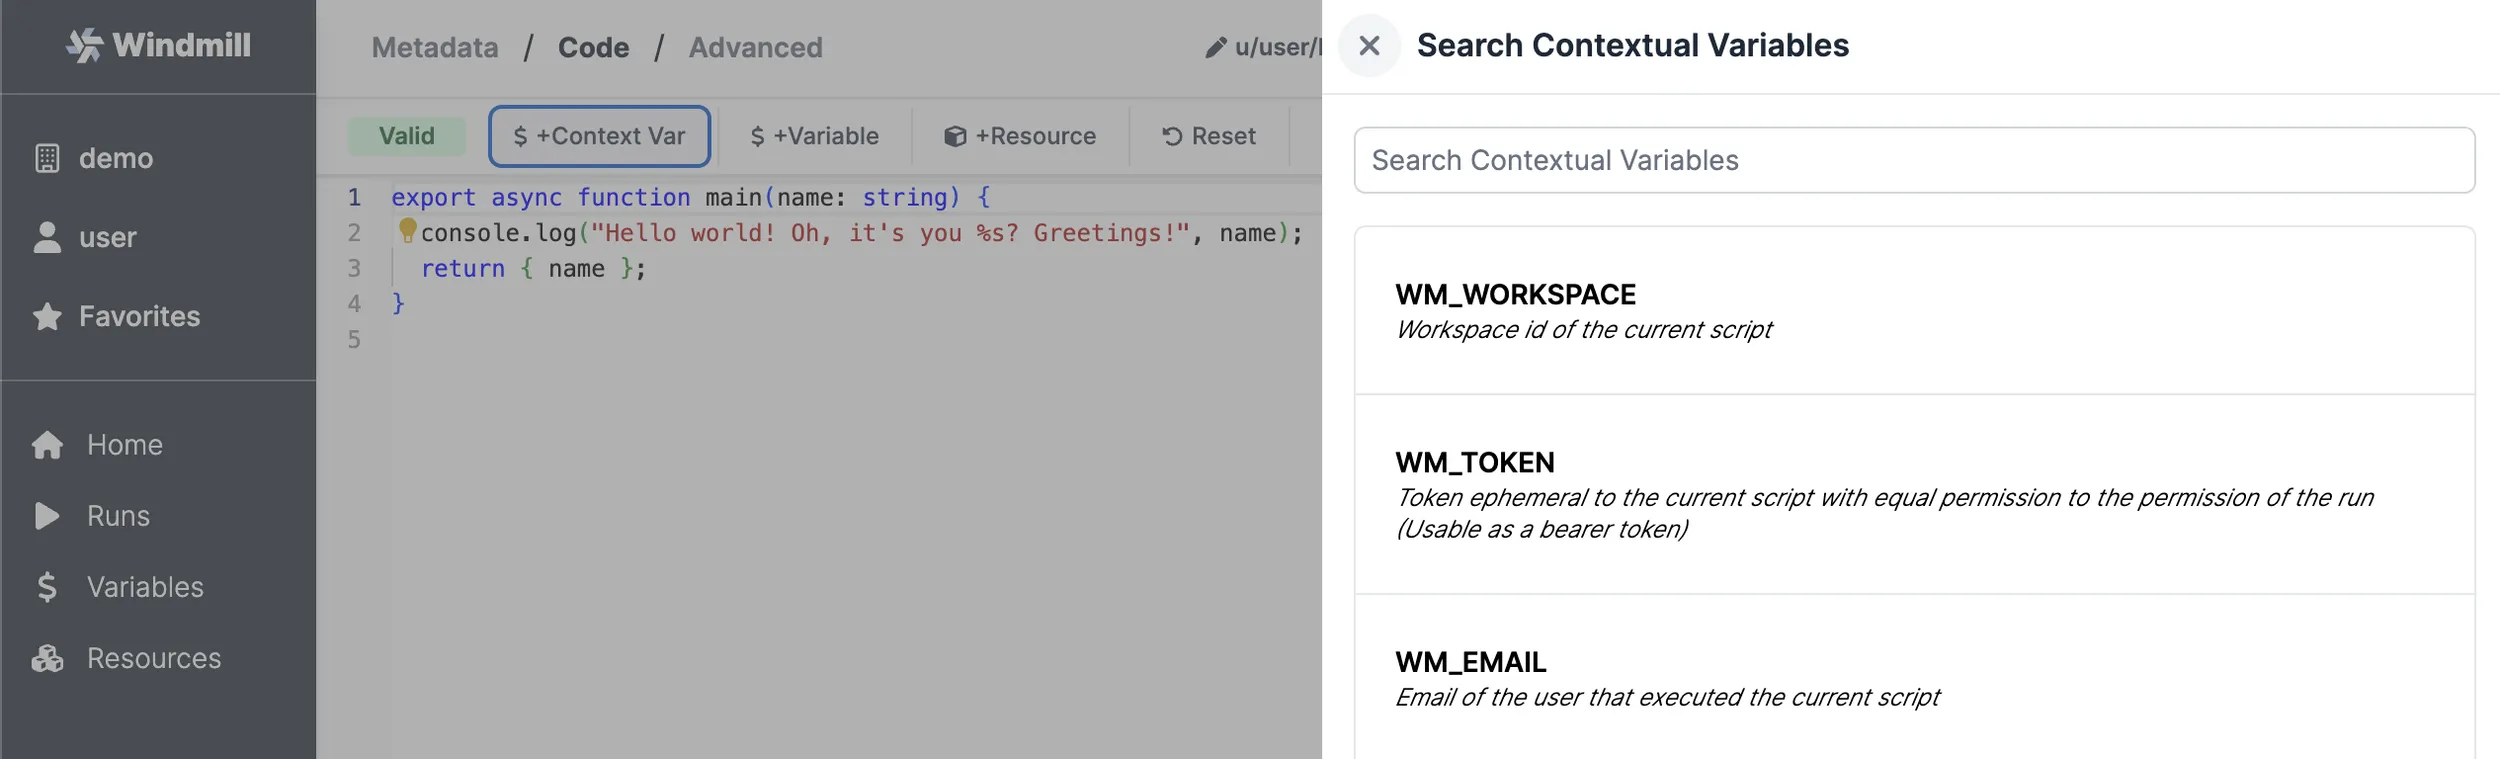 Windmill
demo
user
Favorites
Home
Runs
Variables
Resources
Metadata / Code / Advanced
u/user/
Valid
$ +Context Var
$ +Variable
+Resource
Reset
1 export async function main(name: string) {
2 console.log("Hello world! Oh, it's you %s? Greetings!", name);
3 return { name };
4 }
5
Search Contextual Variables
Search Contextual Variables
WM_WORKSPACE
Workspace id of the current script
WM_TOKEN
Token ephemeral to the current script with equal permission to the permission of the run
(Usable as a bearer token)
WM_EMAIL
Email of the user that executed the current script